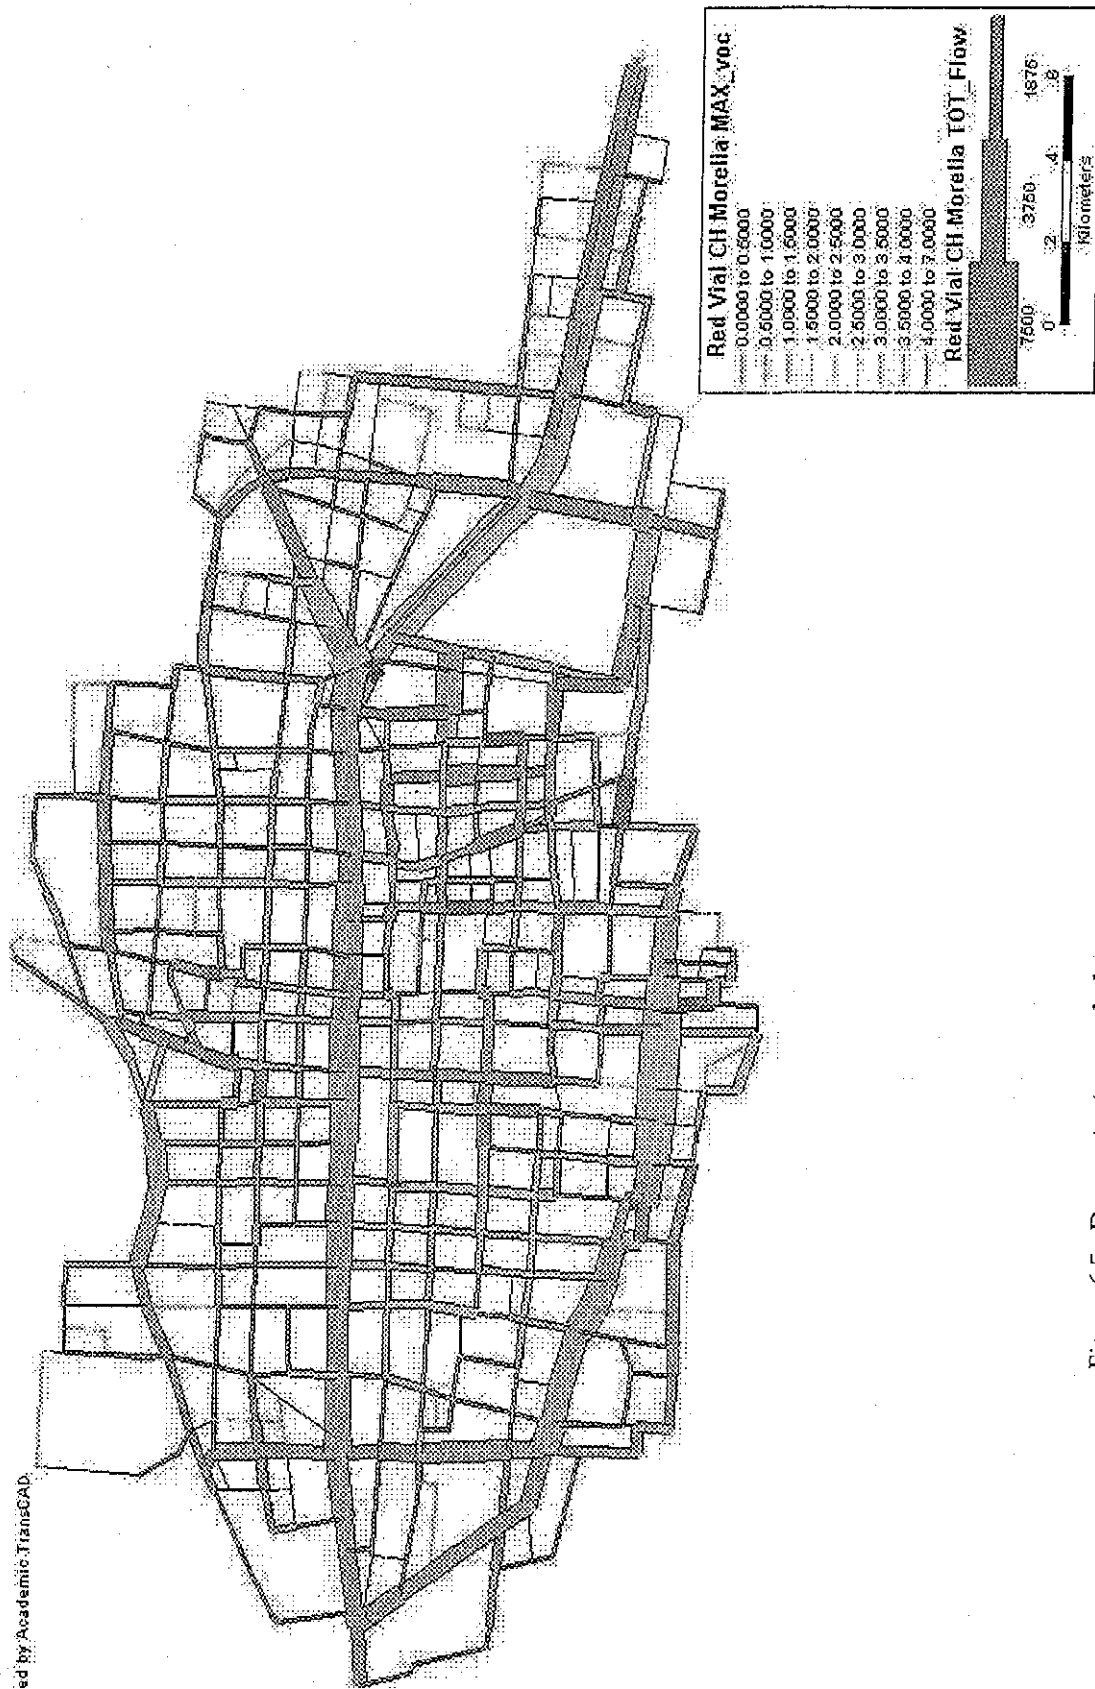 ed by Academic TransCAD
Red Vial CH Morelia MAX_voc
0.0000 to 0.5000
0.5000 to 1.0000
1.0000 to 1.5000
1.5000 to 2.0000
2.0000 to 2.5000
2.5000 to 3.0000
3.0000 to 3.5000
3.5000 to 4.0000
4.0000 to 7.0000
Red Vial CH Morelia TOT_Flow
7500 3750 1875
0 .2 .4 .6
Kilometers